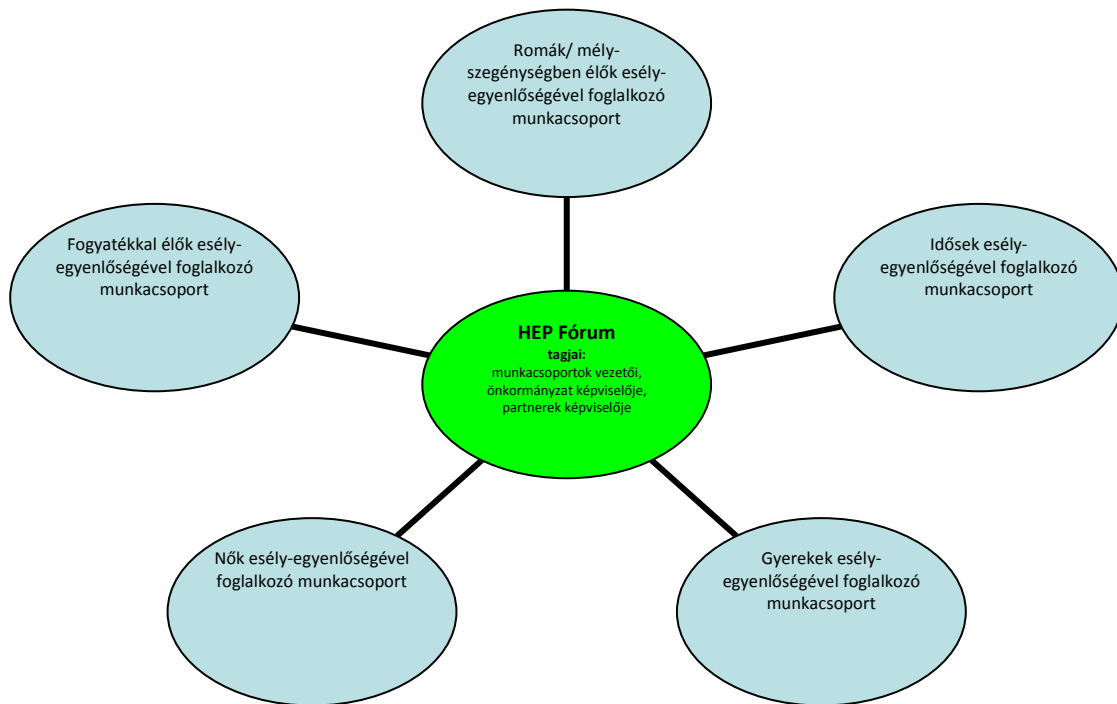 Romák/ mély-
szegénységben élők esély-
egyenlőségével foglalkozó
munkacsoport
Fogyatékkal élők esély-
egyenlőségével foglalkozó
munkacsoport
Idősek esély-
egyenlőségével foglalkozó
munkacsoport
HEP Fórum
tagjai:
munkacsoportok vezetői,
önkormányzat képviselője,
partnerek képviselője
Nők esély-egyenlőségével
foglalkozó munkacsoport
Gyerekek esély-
egyenlőségével foglalkozó
munkacsoport